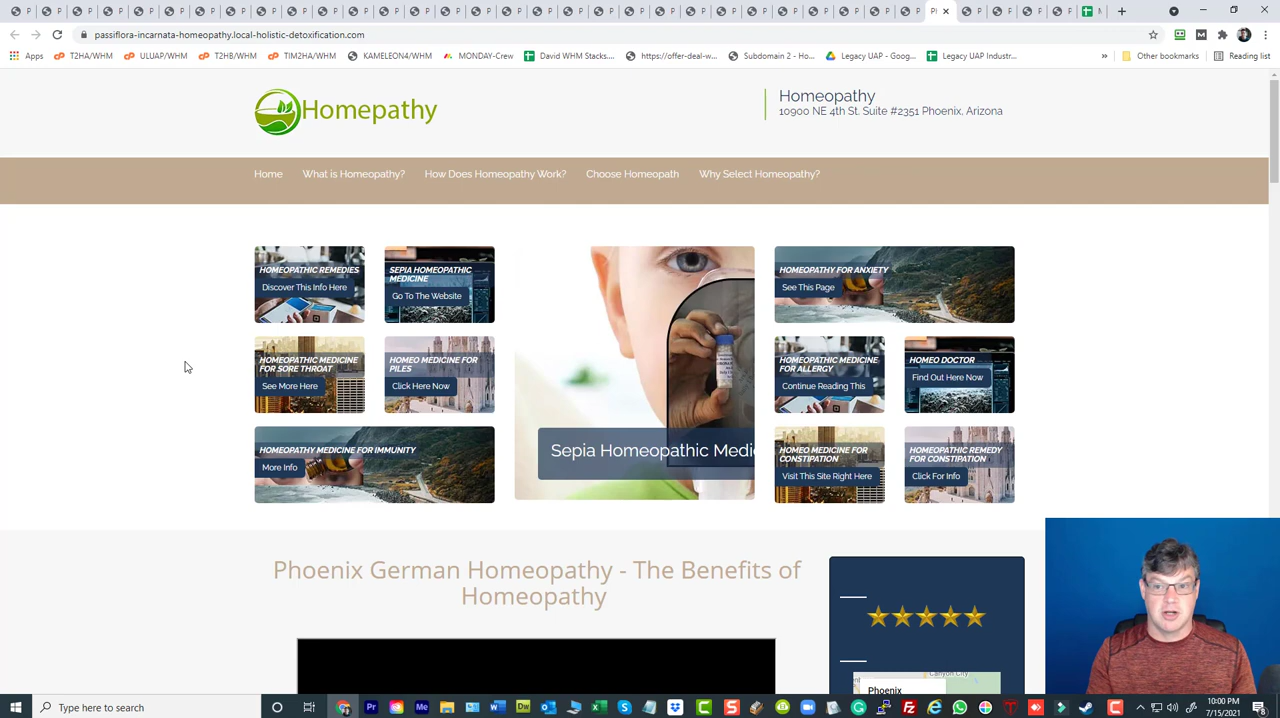 passiflora-incarnata-homeopathy.local-holistic-detoxification.com
Apps
T2HA/WHM
ULUAP/WHM
T2HB/WHM
TIM2HA/WHM
KAMELEON4/WHM
MONDAY-Crew
David WHM Stacks....
https://offer-deal-w...
Subdomain 2 - Ho...
Legacy UAP - Goog...
Legacy UAP Industr...
»
Other bookmarks
Reading list
Homepathy
Homeopathy
10900 NE 4th St. Suite #2351 Phoenix, Arizona
Home
What is Homeopathy?
How Does Homeopathy Work?
Choose Homeopath
Why Select Homeopathy?
HOMEOPATHIC REMEDIES
Discover This Info Here
SEPIA HOMEOPATHIC
MEDICINE
Go To The Website
HOMEOPATHIC MEDICINE
FOR SORE THROAT
See More Here
HOMEO MEDICINE FOR
PILES
Click Here Now
HOMEOPATHY MEDICINE FOR IMMUNITY
More Info
Sepia Homeopathic Medi
HOMEOPATHY FOR ANXIETY
See This Page
HOMEOPATHIC MEDICINE
FOR ALLERGY
Continue Reading This
HOMEO DOCTOR
Find Out Here Now
HOMEO MEDICINE FOR
CONSTIPATION
Visit This Site Right Here
HOMEOPATHIC REMEDY
FOR CONSTIPATION
Click For Info
Phoenix German Homeopathy - The Benefits of
Homeopathy
Canyon City
Phoenix
Type here to search
10:00 PM
7/15/2021